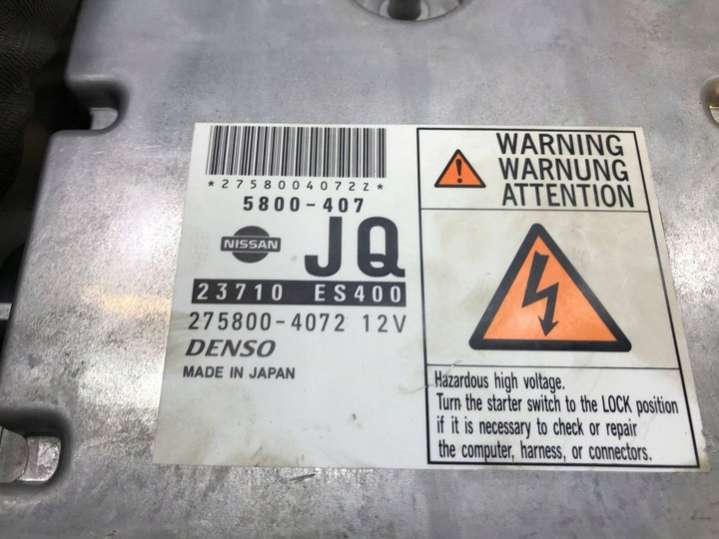 *2758004072Z*
5800-407
NISSAN
JQ
23710 ES400
275800-4072 12V
DENSO
MADE IN JAPAN
WARNING
WARNUNG
ATTENTION
Hazardous high voltage.
Turn the starter switch to the LOCK position
if it is necessary to check or repair
the computer, harness, or connectors.